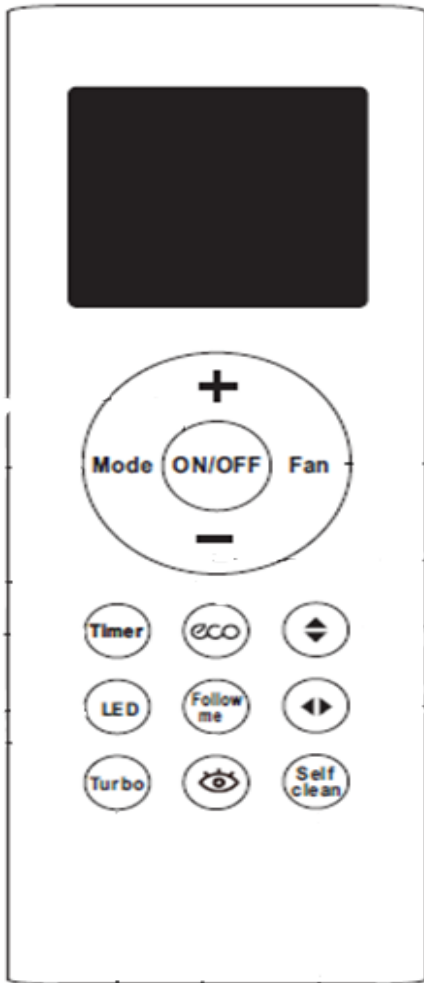 +
Mode ON/OFF Fan
−
Timer eco
LED Follow me
Turbo Self clean